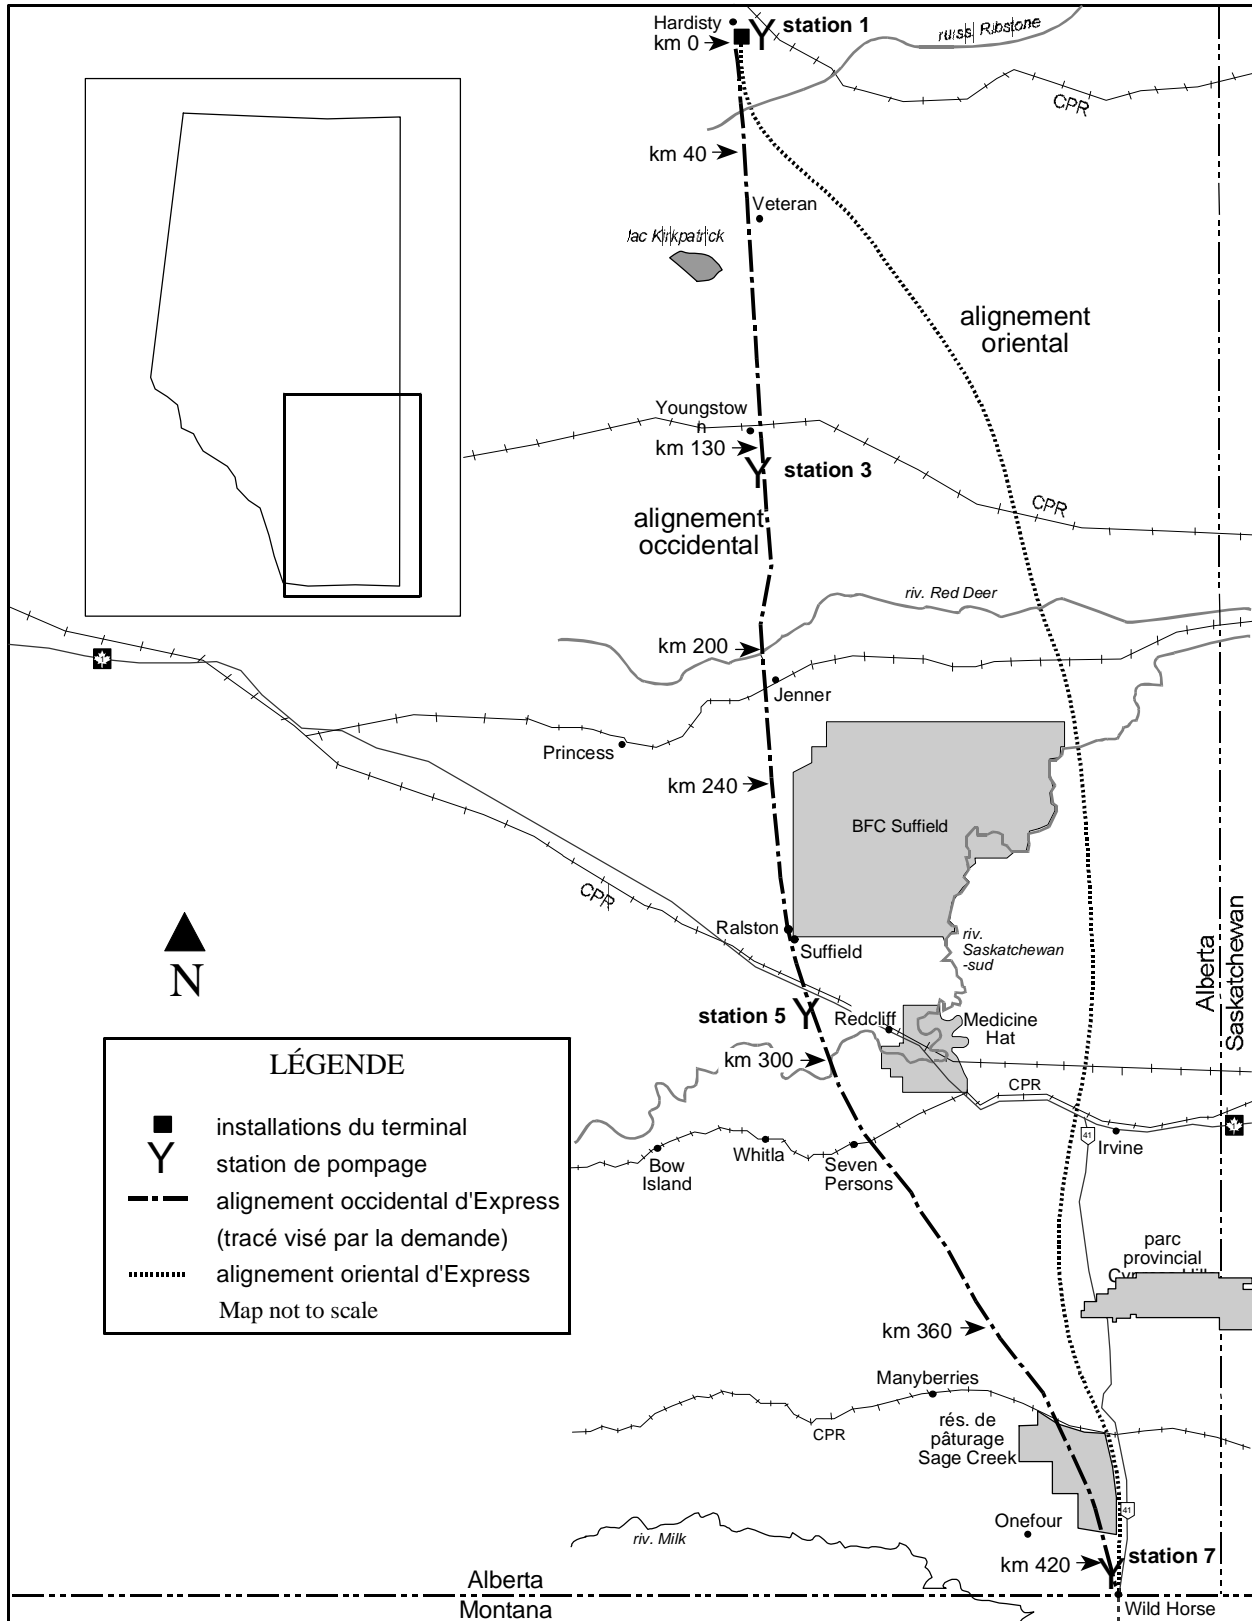 Hardisty
station 1
km 0
ruiss. Ribstone
CPR
km 40
Veteran
lac Kirkpatrick
alignement
oriental
Youngstow
n
km 130
station 3
CPR
alignement
occidental
riv. Red Deer
km 200
Jenner
1
Princess
km 240
BFC Suffield
CPR
Ralston
Suffield
riv.
Saskatchewan
-sud
Alberta
Saskatchewan
N
station 5
Redcliff
Medicine
Hat
km 300
CPR
41
Irvine
1
Bow
Island
Whitla
Seven
Persons
LÉGENDE
installations du terminal
station de pompage
alignement occidental d'Express
(tracé visé par la demande)
alignement oriental d'Express
Map not to scale
parc
provincial
km 360
Manyberries
CPR
rés. de
pâturage
Sage Creek
41
Onefour
riv. Milk
km 420
station 7
Alberta
Montana
Wild Horse